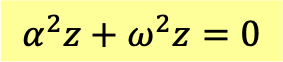 α²z + ω²z = 0